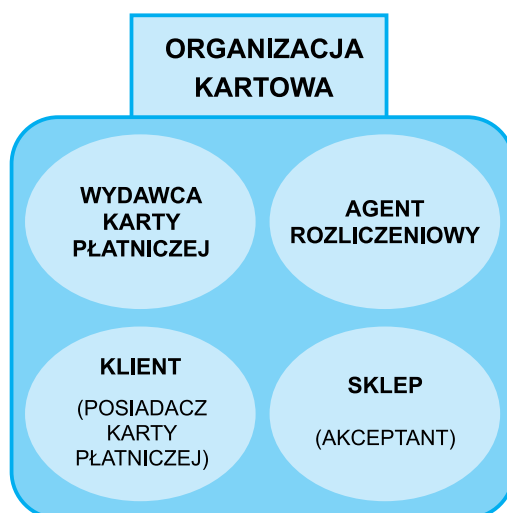 ORGANIZACJA
KARTOWA
WYDAWCA
KARTY
PŁATNICZEJ
AGENT
ROZLICZENIOWY
KLIENT
(POSIADACZ
KARTY
PŁATNICZEJ)
SKLEP
(AKCEPTANT)